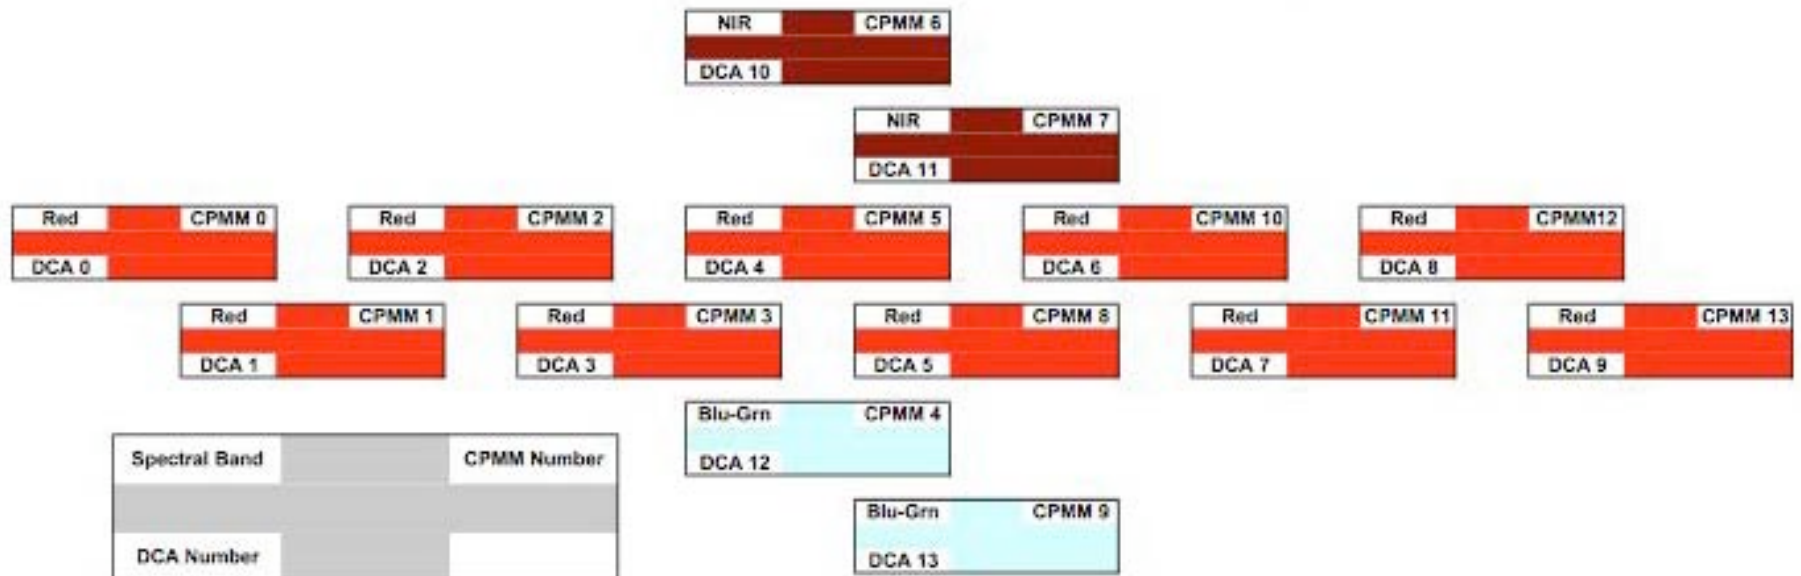 NIR CPMM 6
DCA 10
NIR CPMM 7
DCA 11
Red CPMM 0 Red CPMM 2 Red CPMM 5 Red CPMM 10 Red CPMM12
DCA 0 DCA 2 DCA 4 DCA 6 DCA 8
Red CPMM 1 Red CPMM 3 Red CPMM 8 Red CPMM 11 Red CPMM 13
DCA 1 DCA 3 DCA 5 DCA 7 DCA 9
Blu-Grn CPMM 4
DCA 12
Spectral Band CPMM Number
Blu-Grn CPMM 9
DCA 13
DCA Number